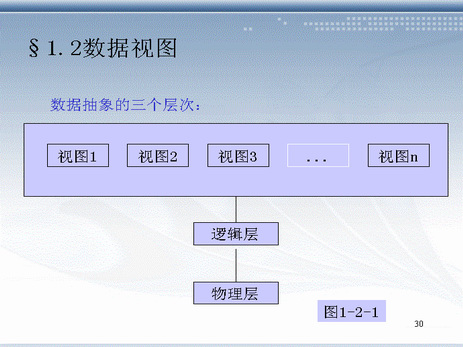 §1.2数据视图
数据抽象的三个层次：
视图1 视图2 视图3 ... 视图n
逻辑层
物理层
图1-2-1
30